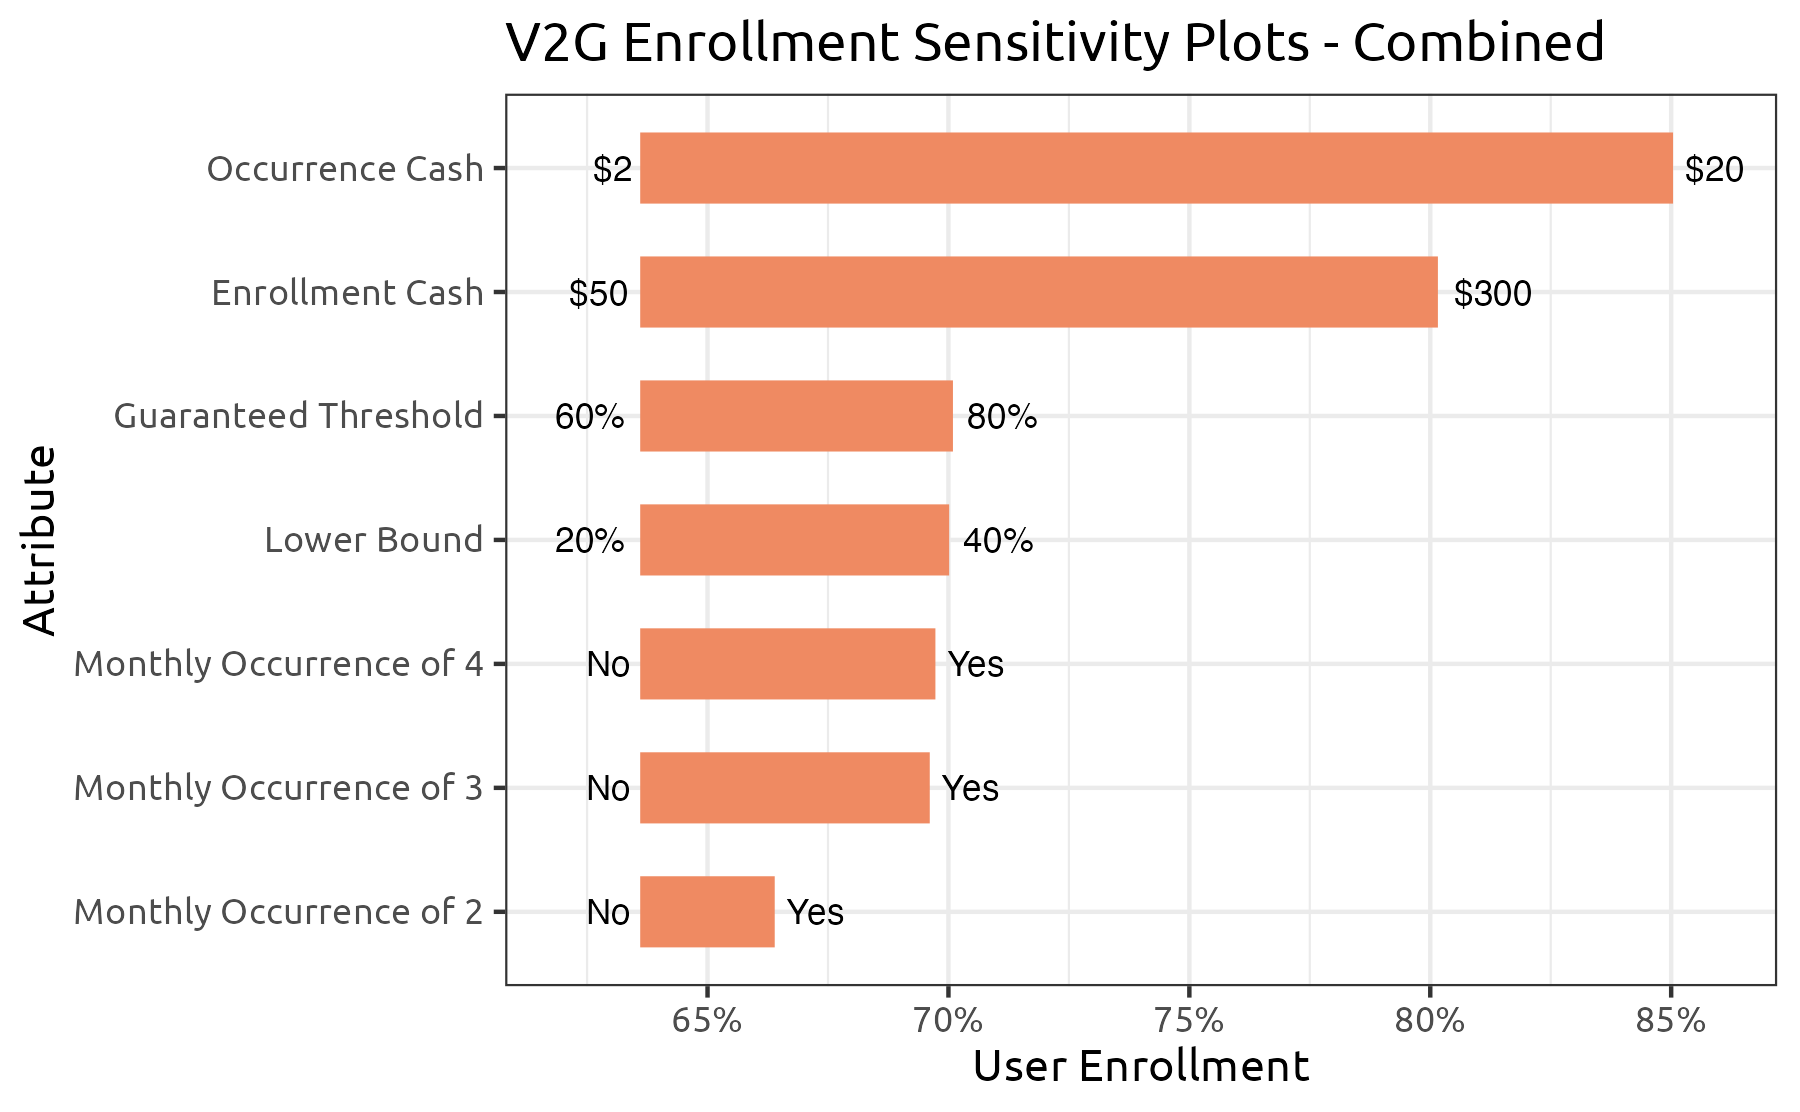 V2G Enrollment Sensitivity Plots - Combined
Attribute
Occurrence Cash $2 $20
Enrollment Cash $50 $300
Guaranteed Threshold 60% 80%
Lower Bound 20% 40%
Monthly Occurrence of 4 No Yes
Monthly Occurrence of 3 No Yes
Monthly Occurrence of 2 No Yes
65% 70% 75% 80% 85%
User Enrollment